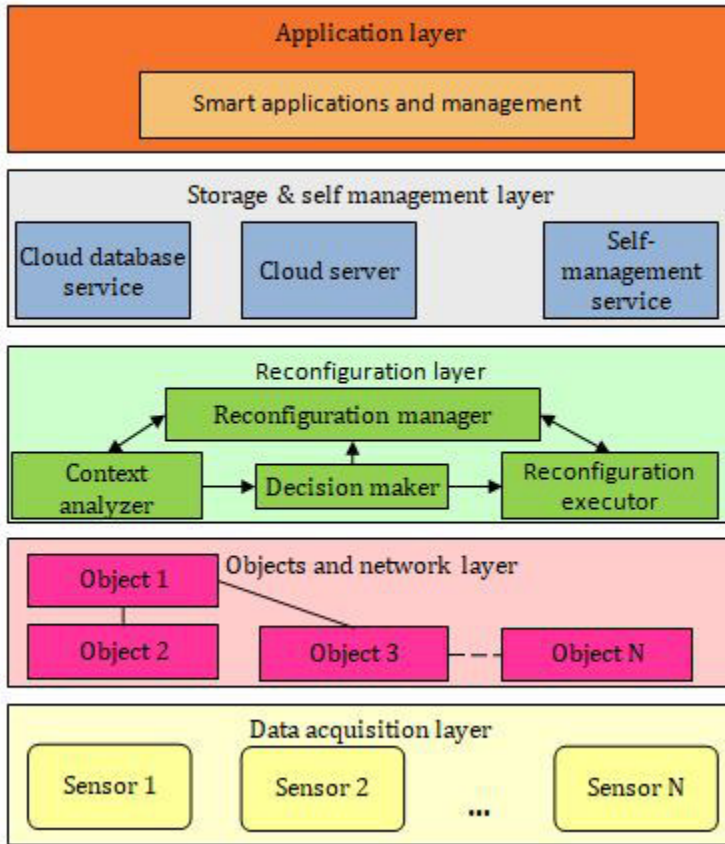 Application layer
Smart applications and management
Storage & self management layer
Cloud database
service
Cloud server
Self-
management
service
Reconfiguration layer
Reconfiguration manager
Context
analyzer
Decision maker
Reconfiguration
executor
Objects and network layer
Object 1
Object 2
Object 3
Object N
Data acquisition layer
Sensor 1
Sensor 2
...
Sensor N